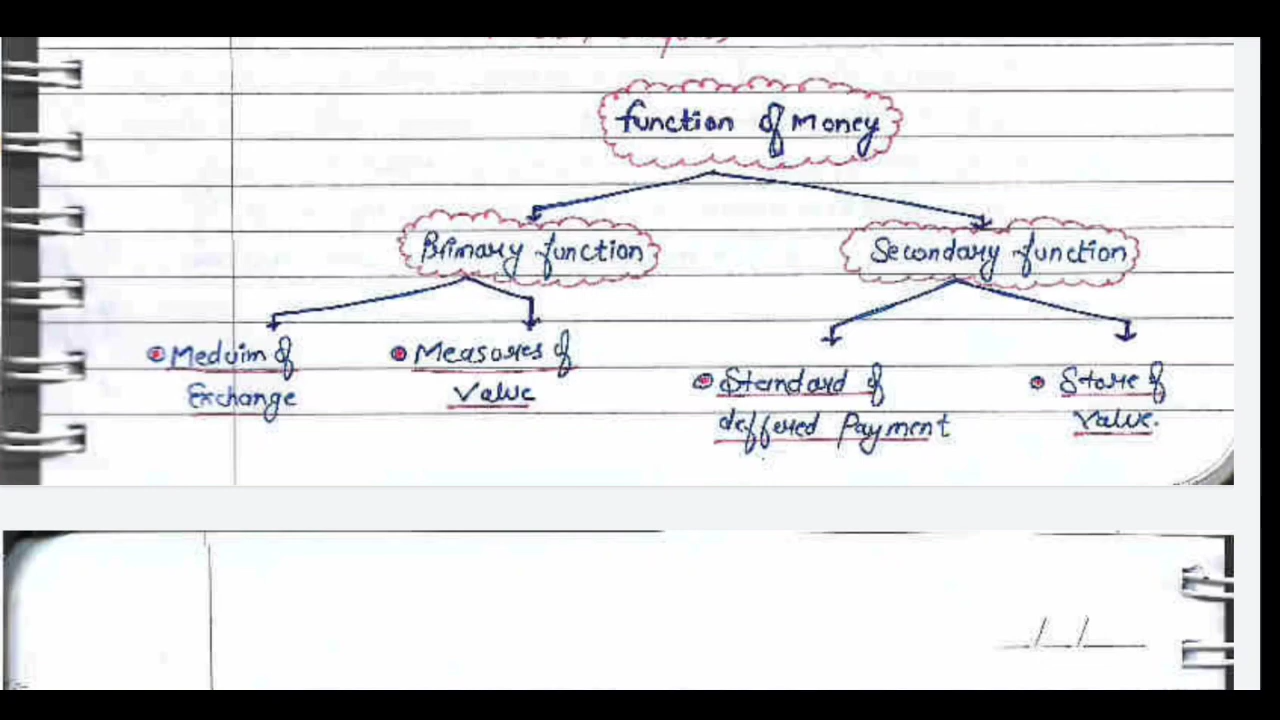 function of Money
Primary function
Secondary function
Meduim of
Exchange
Measures of
Value
Standard of
deffered Payment
Store of
Value.